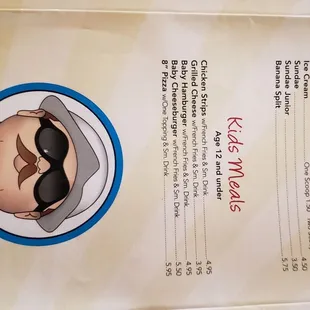 Ice Cream One Scoop 1.50
Sundae 4.50
Sundae Junior 3.50
Banana Split 5.75
Kids Meals
Age 12 and under
Chicken Strips w/French Fries & Sm. Drink 4.95
Grilled Cheese w/French Fries & Sm. Drink 3.95
Baby Hamburger w/French Fries & Sm. Drink 4.95
Baby Cheeseburger w/French Fries & Sm. Drink 5.50
8" Pizza w/One Topping & Sm. Drink 5.95